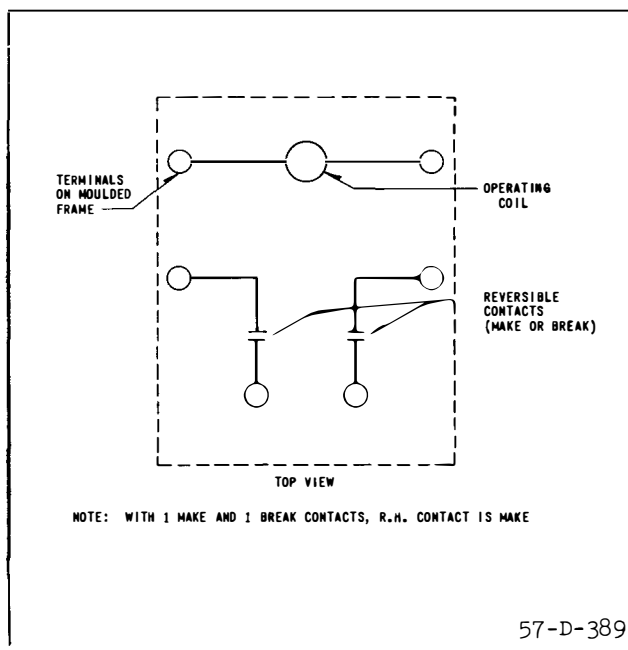 TERMINALS
ON MOULDED
FRAME
OPERATING
COIL
REVERSIBLE
CONTACTS
(MAKE OR BREAK)
TOP VIEW
NOTE: WITH 1 MAKE AND 1 BREAK CONTACTS, R.H. CONTACT IS MAKE
57-D-389